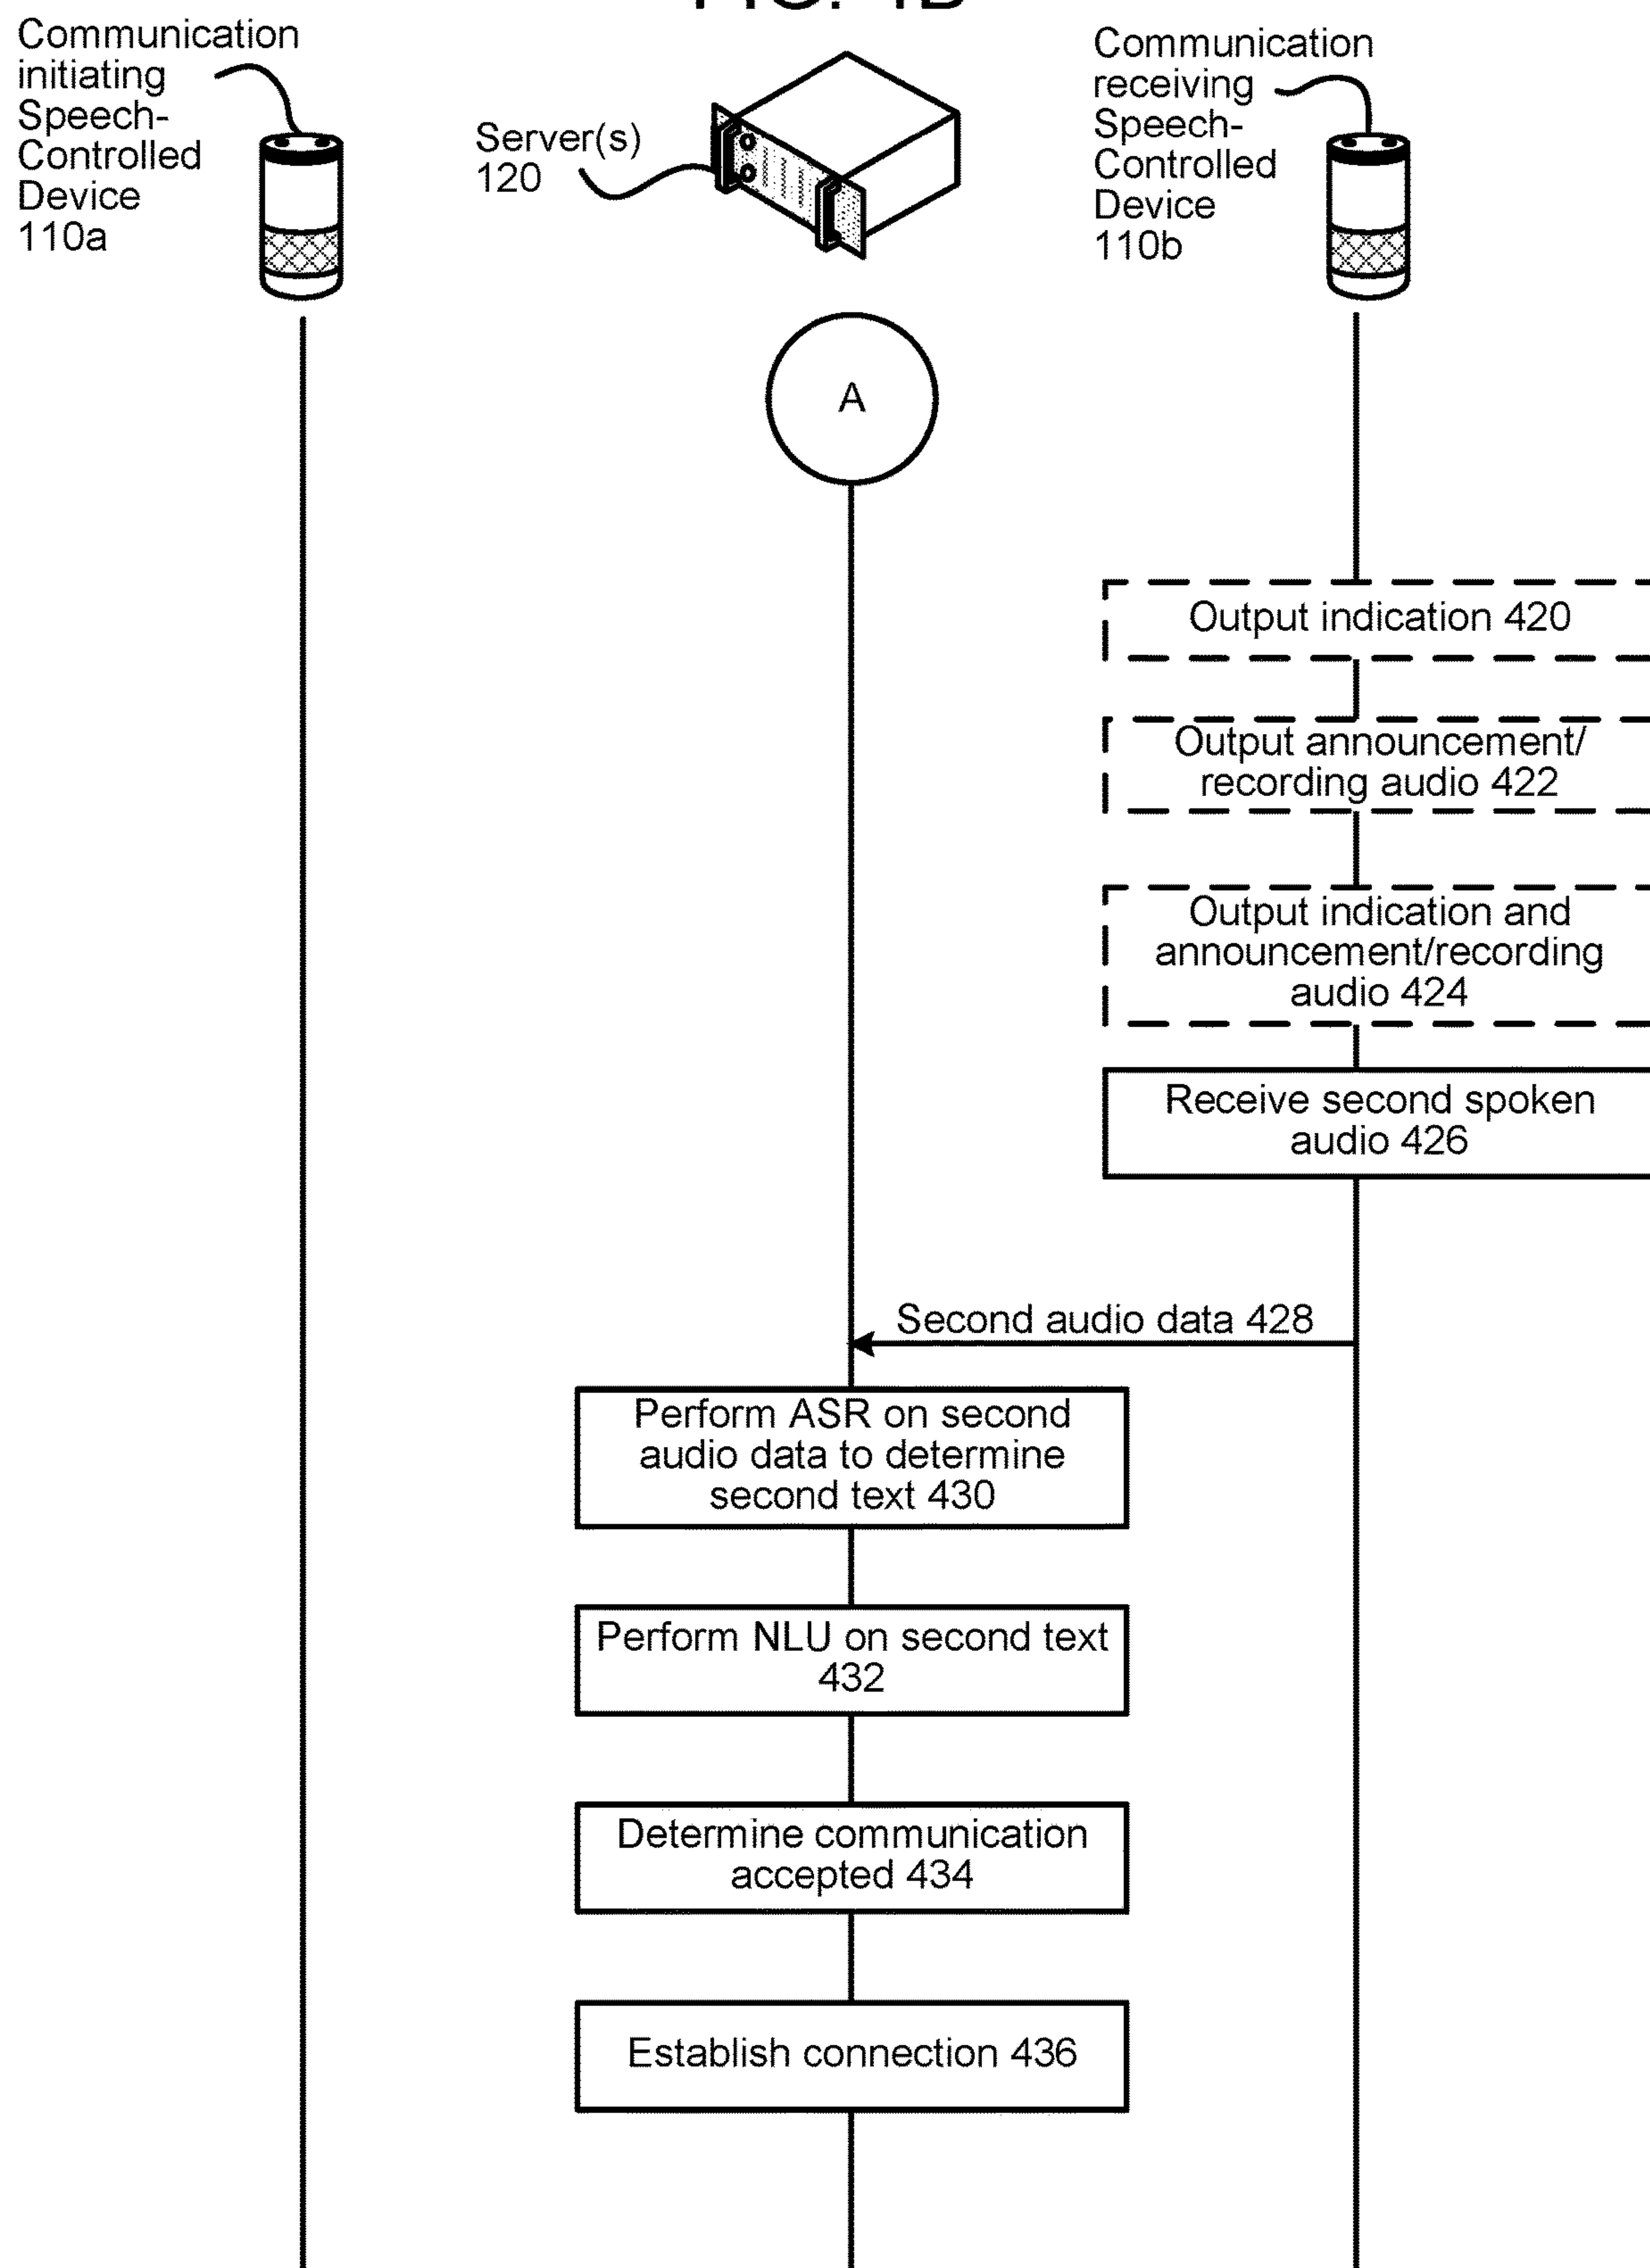 Communication
initiating
Speech-
Controlled
Device
110a
Server(s)
120
Communication
receiving
Speech-
Controlled
Device
110b
A
Output indication 420
Output announcement/
recording audio 422
Output indication and
announcement/recording
audio 424
Receive second spoken
audio 426
Second audio data 428
Perform ASR on second
audio data to determine
second text 430
Perform NLU on second text
432
Determine communication
accepted 434
Establish connection 436